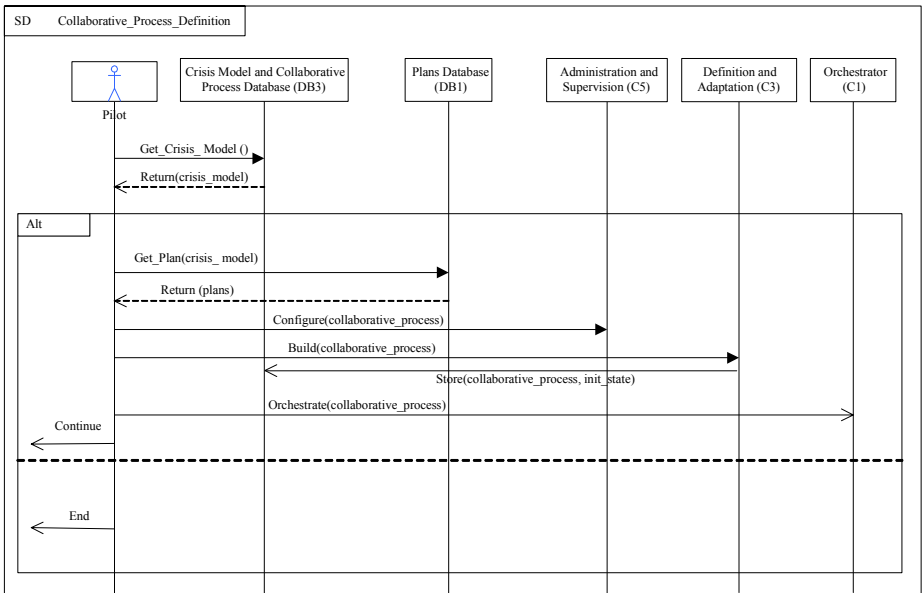 SD Collaborative_Process_Definition
Crisis Model and Collaborative
Process Database (DB3)
Plans Database
(DB1)
Administration and
Supervision (C5)
Definition and
Adaptation (C3)
Orchestrator
(C1)
Pilot
Get_Crisis_ Model ()
Return(crisis_model)
Alt
Get_Plan(crisis_ model)
Return (plans)
Configure(collaborative_process)
Build(collaborative_process)
Store(collaborative_process, init_state)
Orchestrate(collaborative_process)
Continue
End